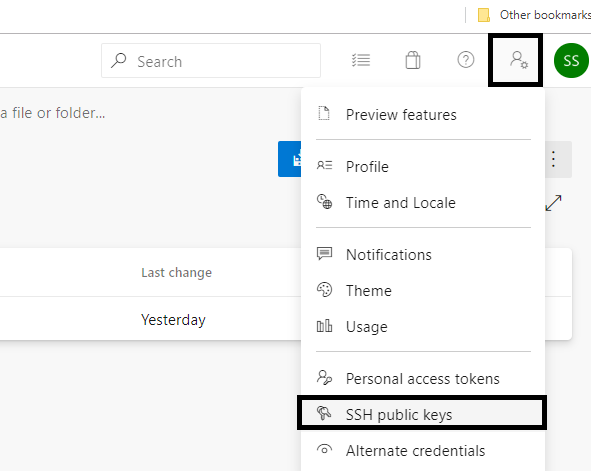 Other bookmarks
Search
SS
a file or folder...
Preview features
Profile
Time and Locale
Last change
Notifications
Yesterday
Theme
Usage
Personal access tokens
SSH public keys
Alternate credentials